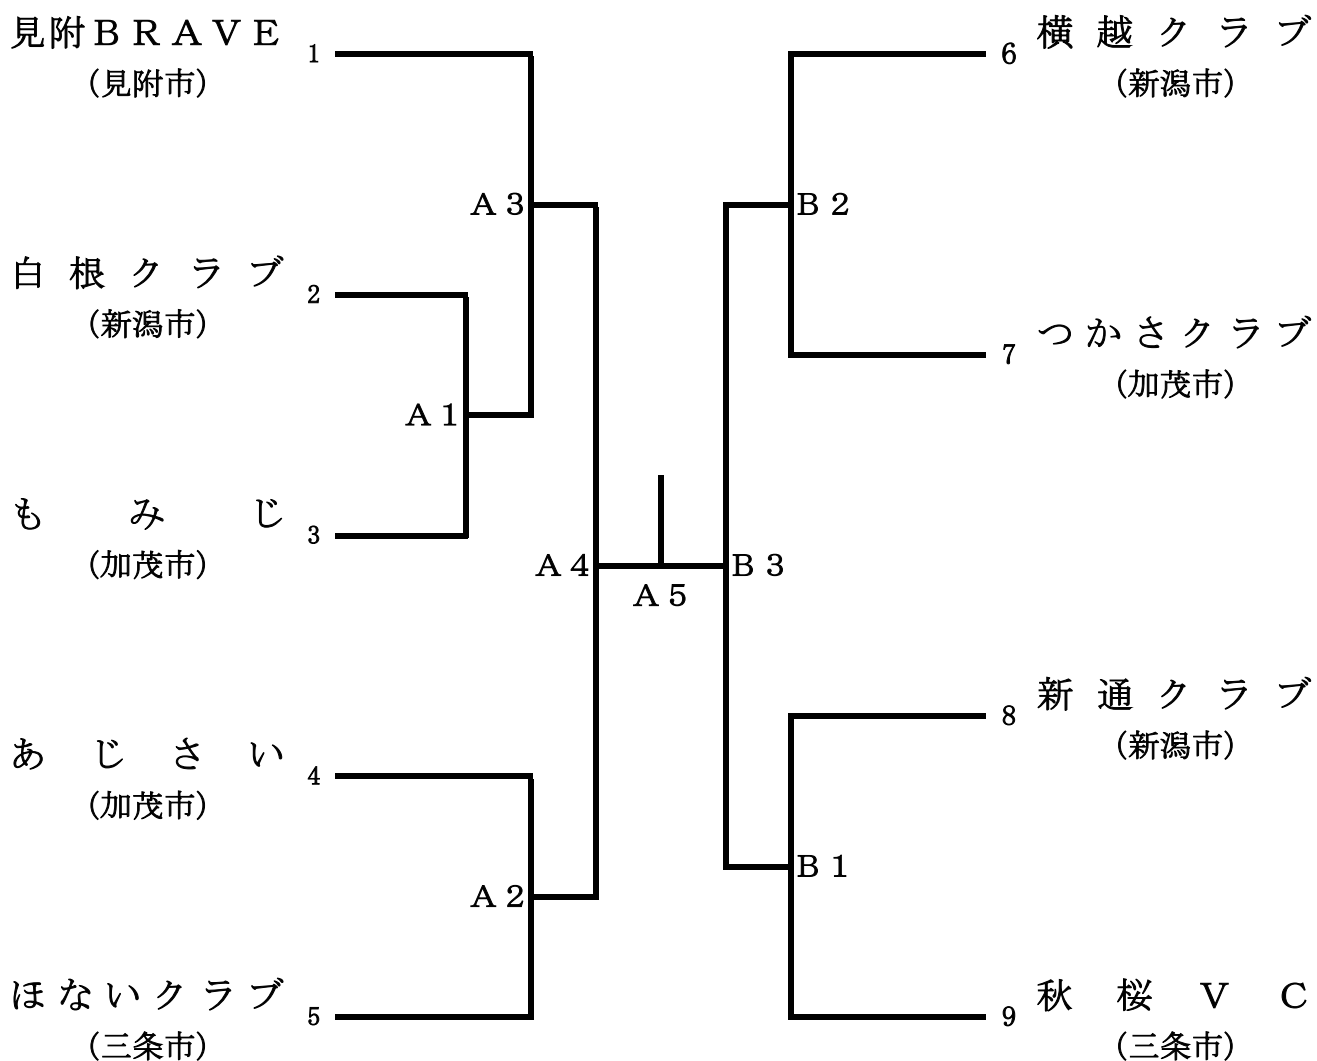 見附ＢＲＡＶＥ 1
(見附市)
A 3
白根クラブ 2
(新潟市)
A 1
もみじ 3
(加茂市)
A 4
A 5
あじさい 4
(加茂市)
A 2
ほないクラブ 5
(三条市)
6 横越クラブ
(新潟市)
B 2
7 つかさクラブ
(加茂市)
B 3
8 新通クラブ
(新潟市)
B 1
9 秋桜ＶＣ
(三条市)